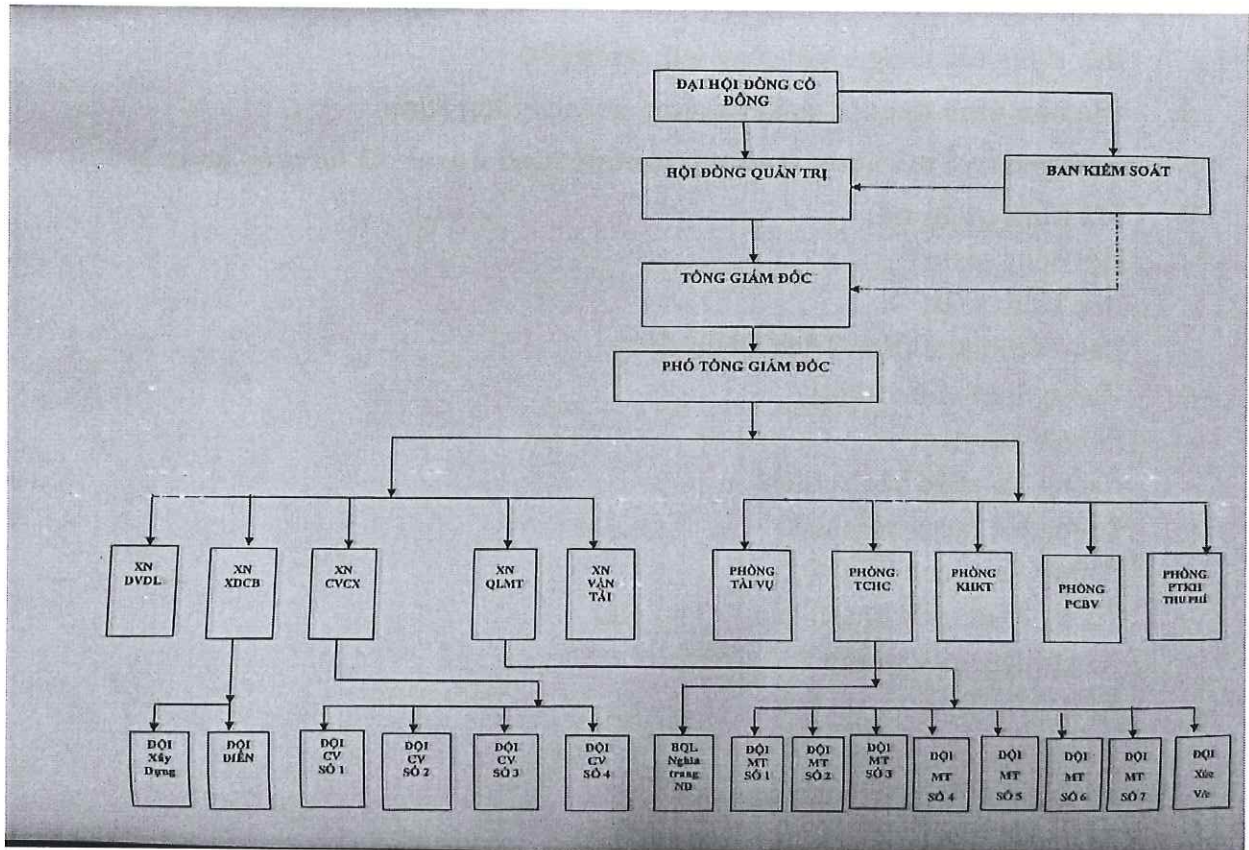 ĐẠI HỘI ĐỒNG CỔ
ĐÔNG
HỘI ĐỒNG QUẢN TRỊ
BAN KIỂM SOÁT
TỔNG GIÁM ĐỐC
PHÓ TỔNG GIÁM ĐỐC
XN
DVDL
XN
XDCB
XN
CVCX
XN
QLMT
XN
VẬN
TẢI
PHÒNG
TÀI VỤ
PHÒNG
TCHC
PHÒNG
KHKT
PHÒNG
PCBV
PHÒNG
PTKH
THU PHÍ
ĐỘI
Xây
Dựng
ĐỘI
ĐIỆN
ĐỘI
CV
SỐ 1
ĐỘI
CV
SỐ 2
ĐỘI
CV
SỐ 3
ĐỘI
CV
SỐ 4
BQL
Nghĩa
trang
ND
ĐỘI
MT
SỐ 1
ĐỘI
MT
SỐ 2
ĐỘI
MT
SỐ 3
ĐỘI
MT
SỐ 4
ĐỘI
MT
SỐ 5
ĐỘI
MT
SỐ 6
ĐỘI
MT
SỐ 7
ĐỘI
Xúc
V/c